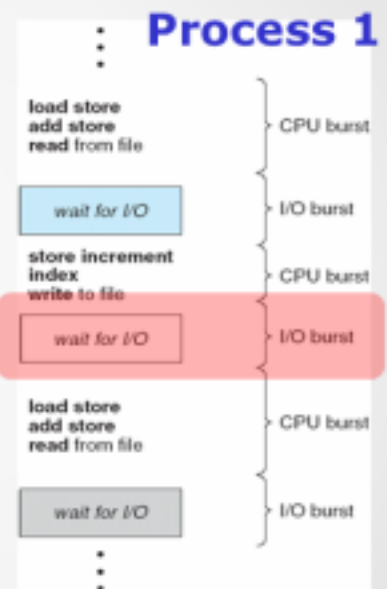 Process 1
load store
add store
read from file
CPU burst
wait for I/O
I/O burst
store increment
index
write to file
CPU burst
wait for I/O
I/O burst
load store
add store
read from file
CPU burst
wait for I/O
I/O burst